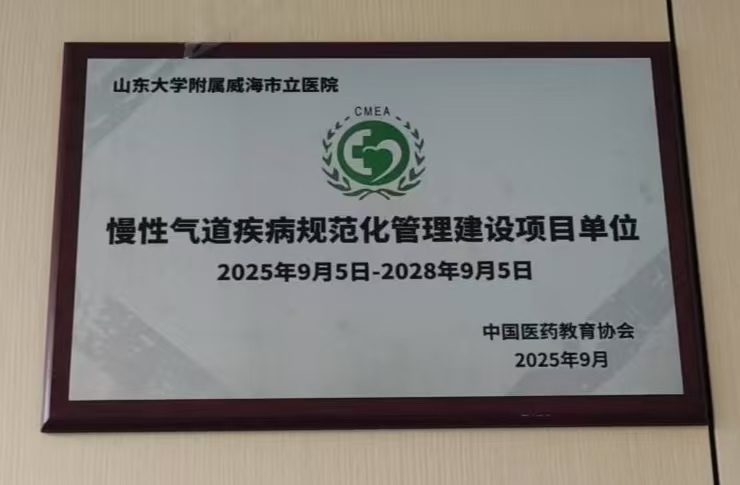 山东大学附属威海市立医院
CMEA
慢性气道疾病规范化管理建设项目单位
2025年9月5日-2028年9月5日
中国医药教育协会
2025年9月